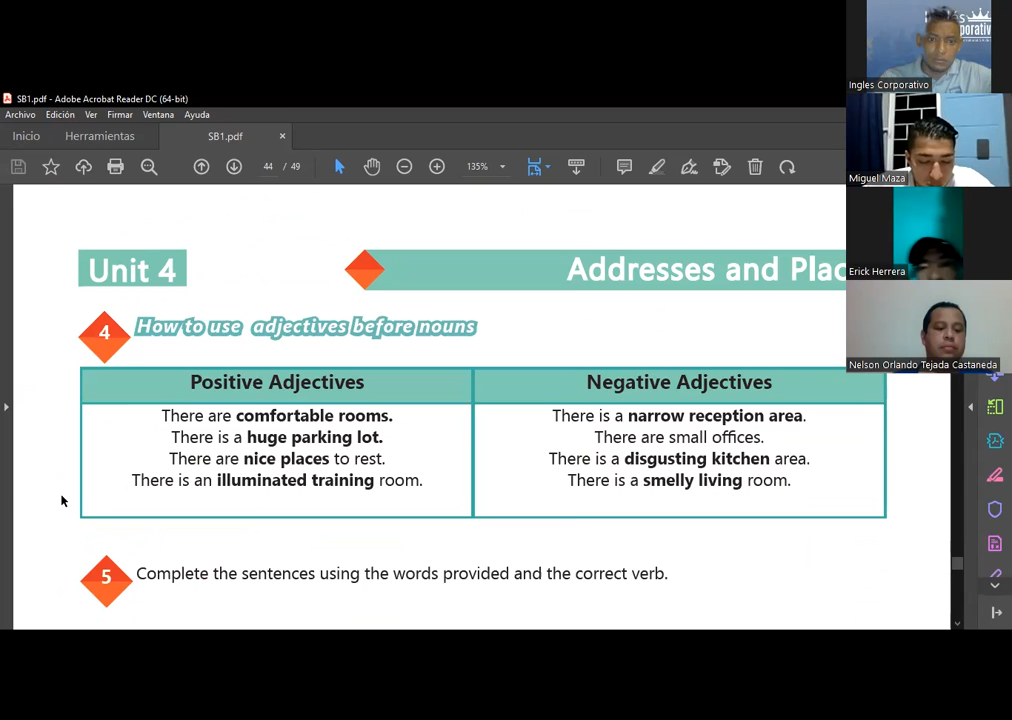 SB1.pdf - Adobe Acrobat Reader DC (64-bit)
Archivo Edición Ver Firmar Ventana Ayuda
Inicio Herramientas SB1.pdf ×
44 / 49 135%
Unit 4 Addresses and Plac
4 How to use adjectives before nouns
Positive Adjectives
There are comfortable rooms.
There is a huge parking lot.
There are nice places to rest.
There is an illuminated training room.
Negative Adjectives
There is a narrow reception area.
There are small offices.
There is a disgusting kitchen area.
There is a smelly living room.
5 Complete the sentences using the words provided and the correct verb.
Ingles Corporativo
Miguel Maza
Erick Herrera
Nelson Orlando Tejada Castaneda